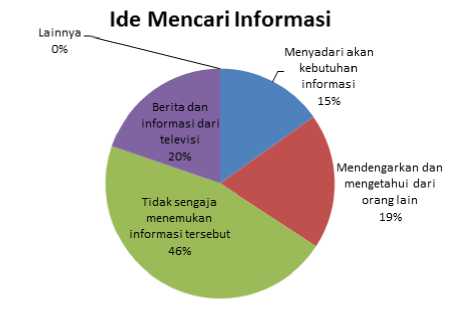 Ide Mencari Informasi
Lainnya
0%
Menyadari akan
kebutuhan
informasi
15%
Mendengarkan dan
mengetahui dari
orang lain
19%
Tidak sengaja
menemukan
informasi tersebut
46%
Berita dan
informasi dari
televisi
20%